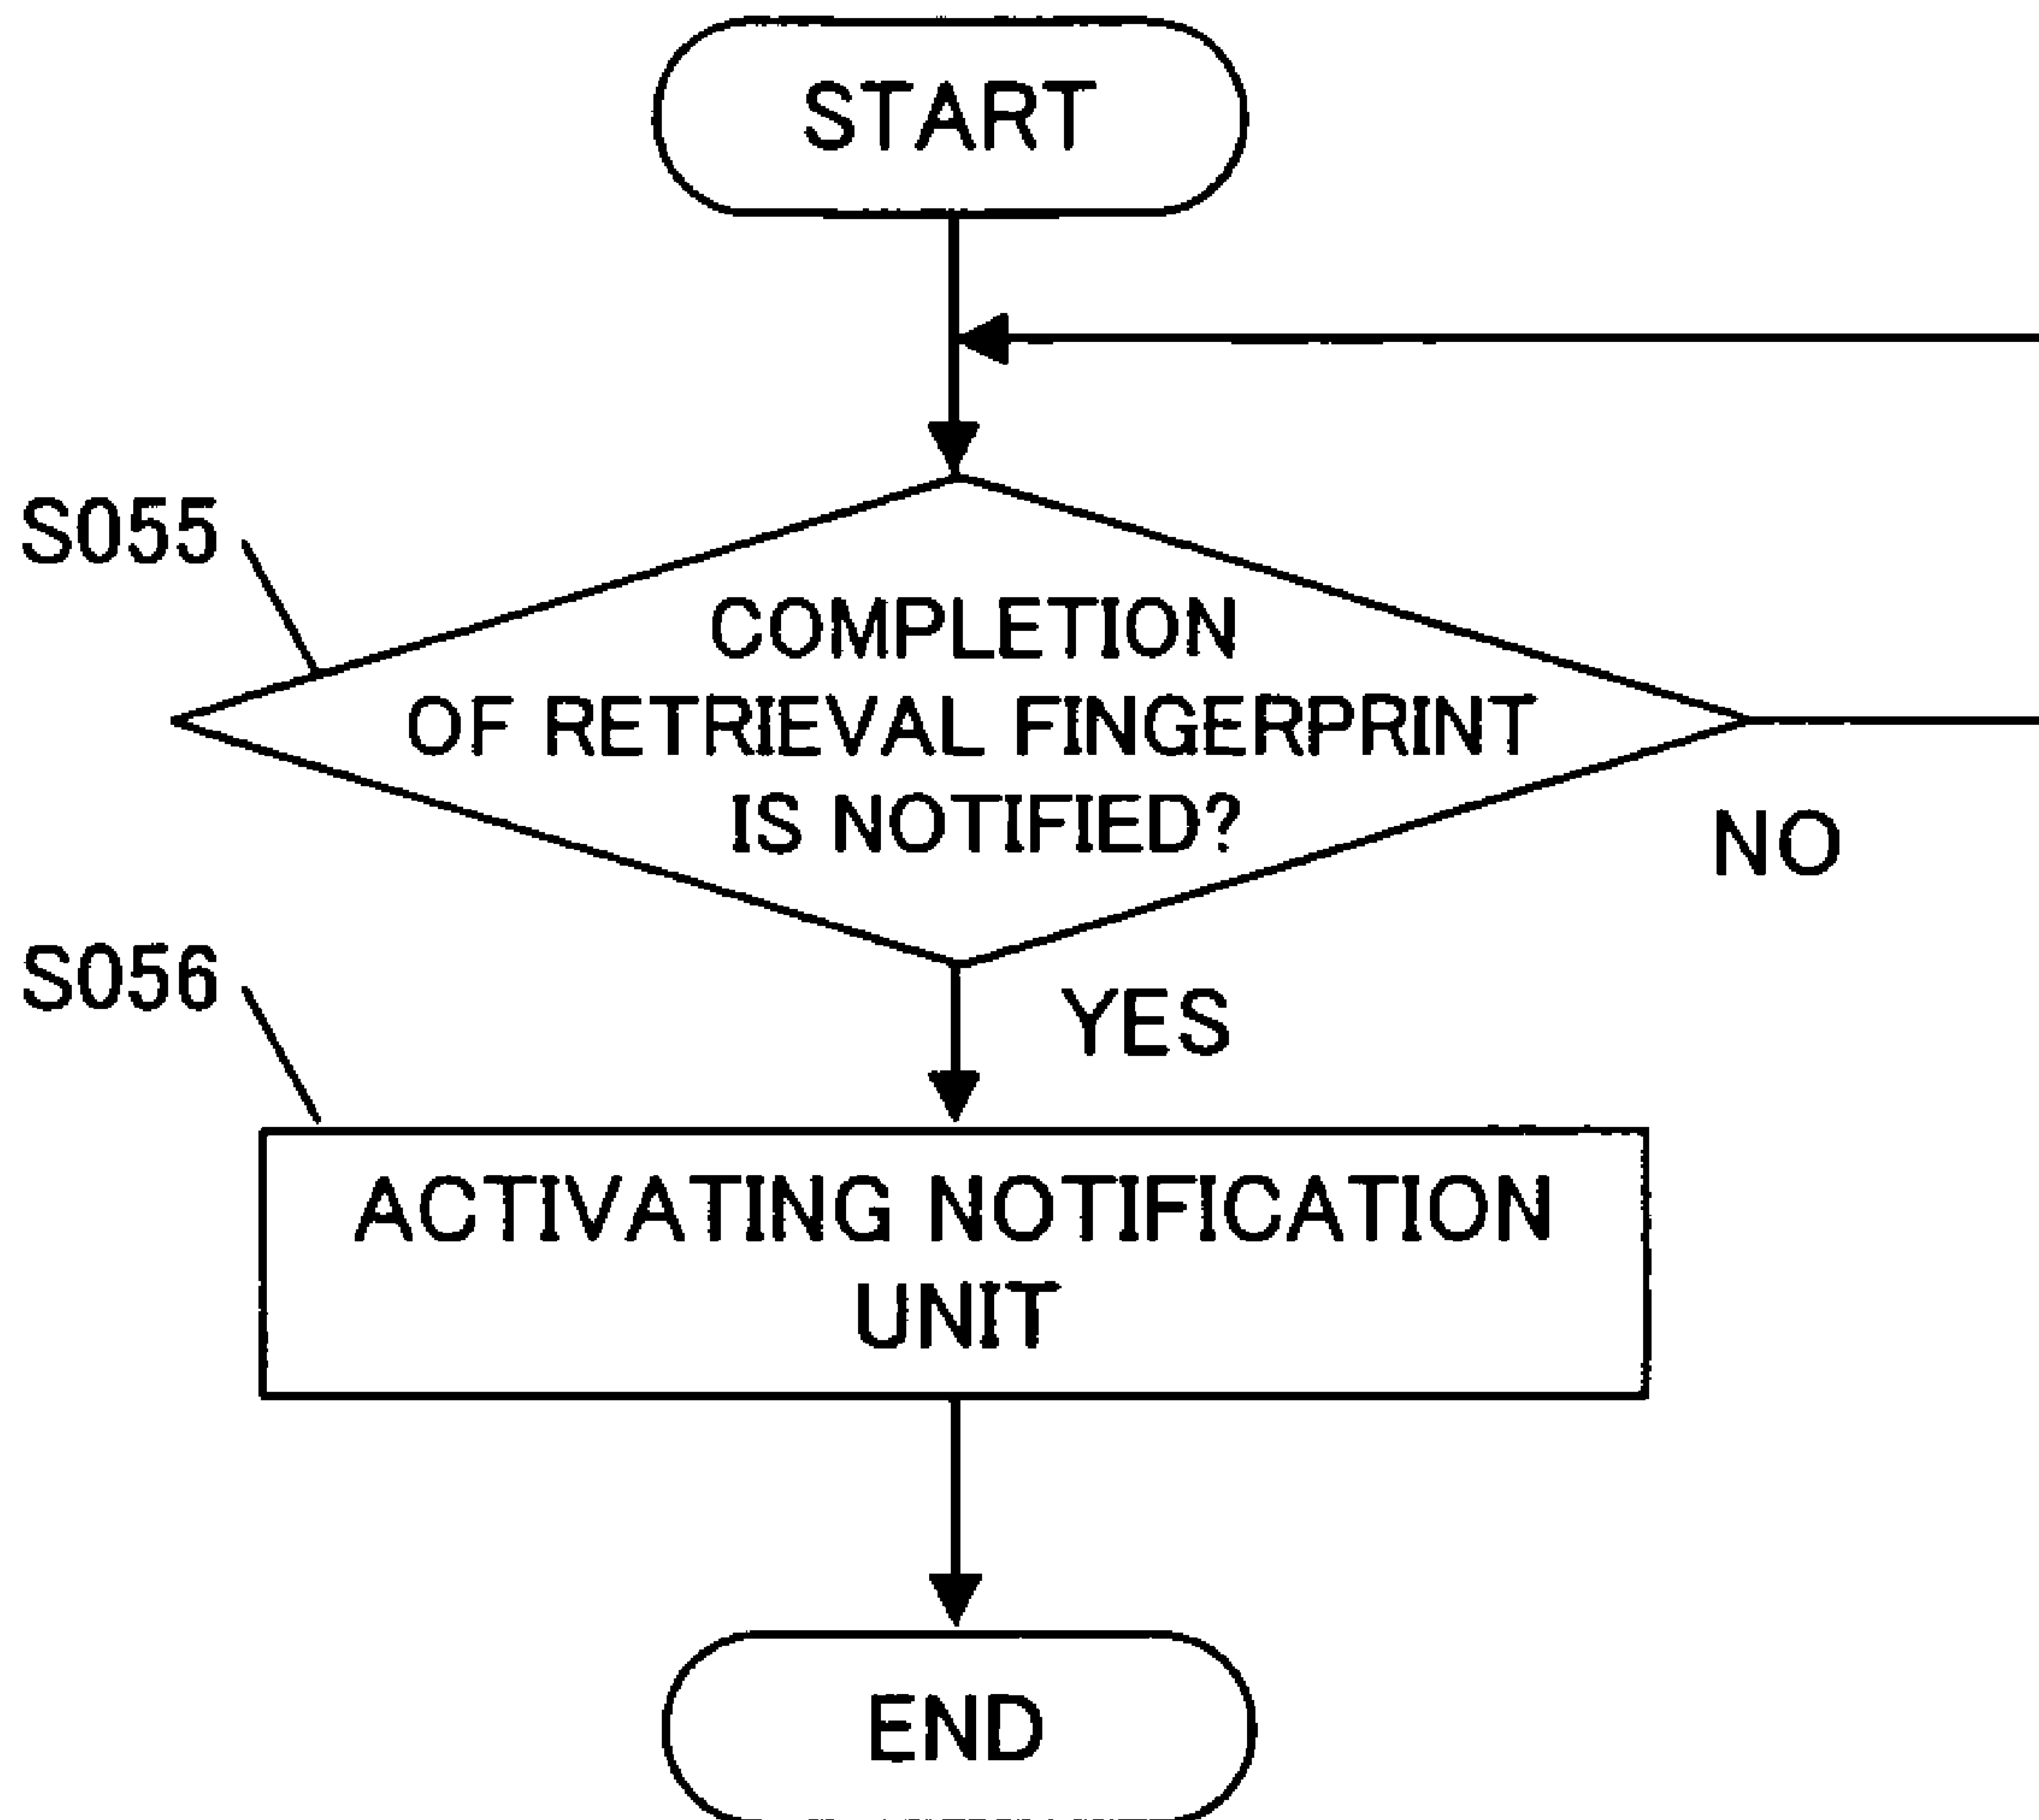 START
S055
COMPLETION
OF RETRIEVAL FINGERPRINT
IS NOTIFIED?
NO
S056
YES
ACTIVATING NOTIFICATION
UNIT
END